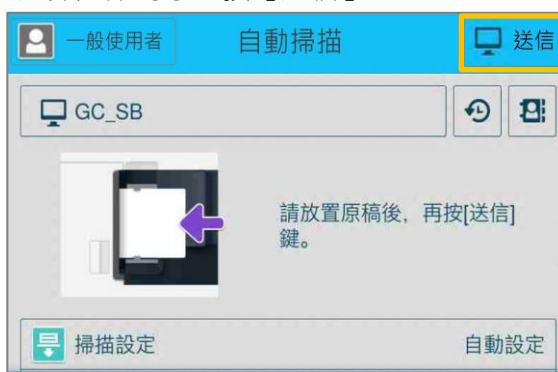 一般使用者
自動掃描
送信
GC_SB
請放置原稿後，再按[送信]
鍵。
掃描設定
自動設定